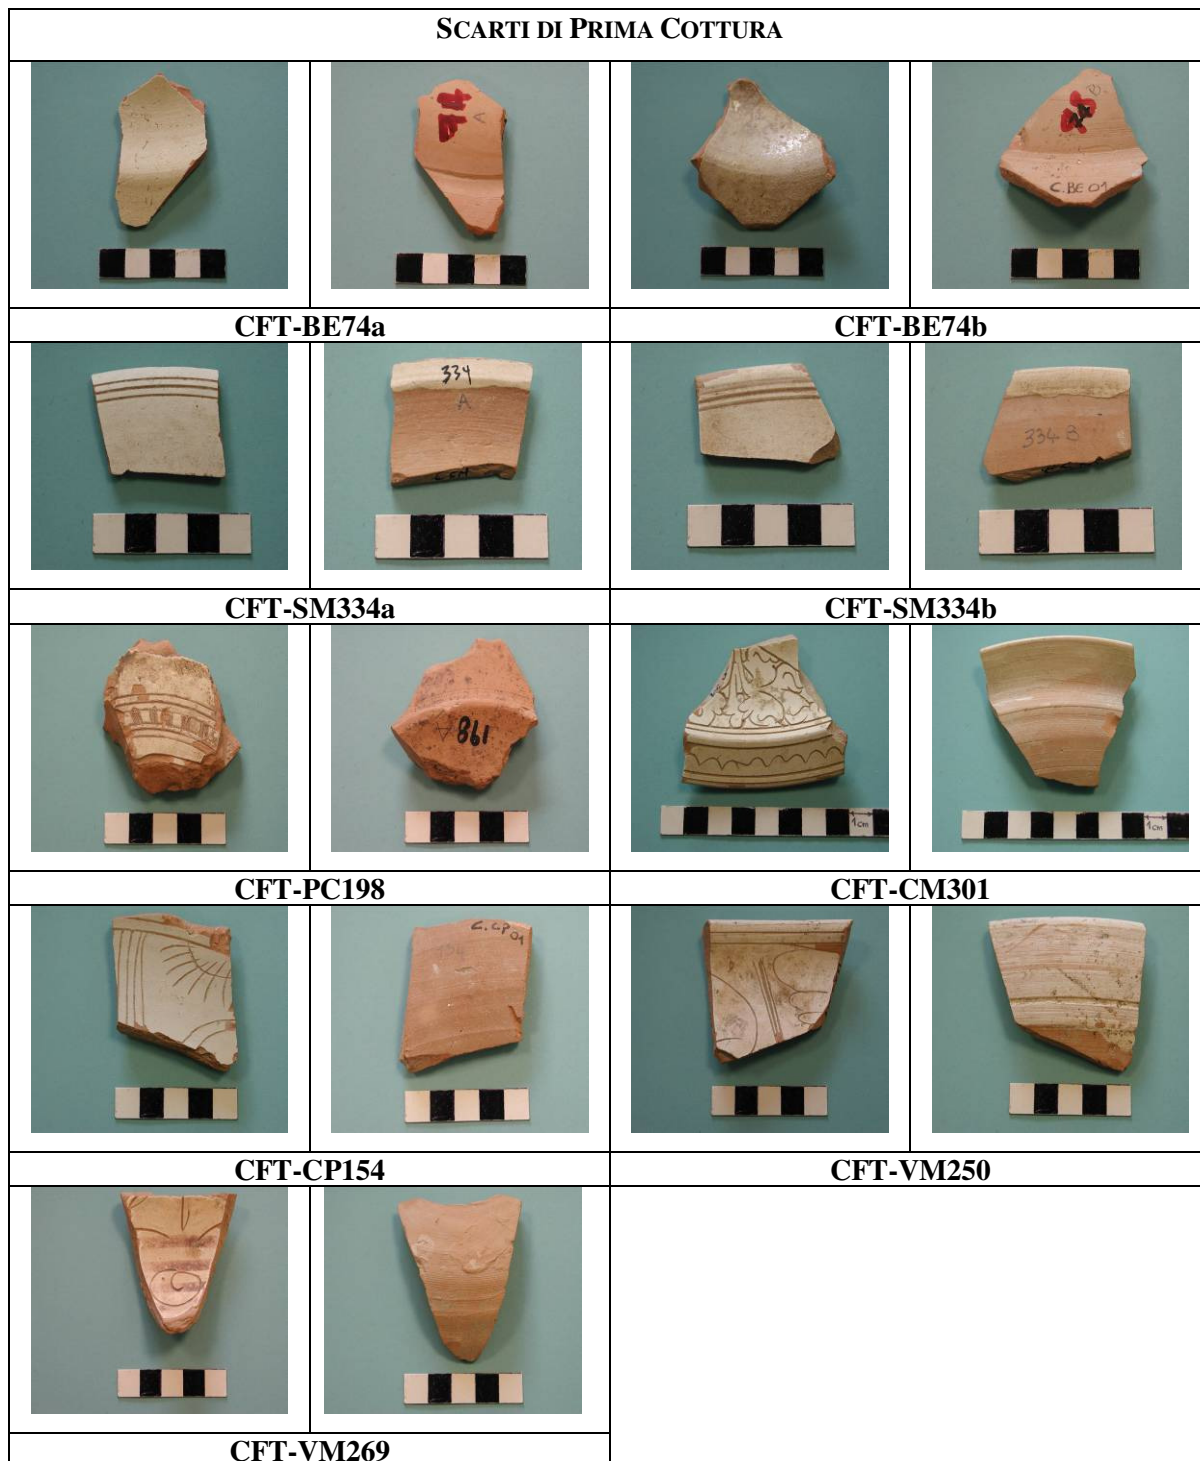 SCARTI DI PRIMA COTTURA
A
B.
C.BE 01
CFT-BE74a
CFT-BE74b
334
A
334 B
CFT-SM334a
CFT-SM334b
198
1cm
1cm
CFT-PC198
CFT-CM301
C.CP 01
CFT-CP154
CFT-VM250
CFT-VM269